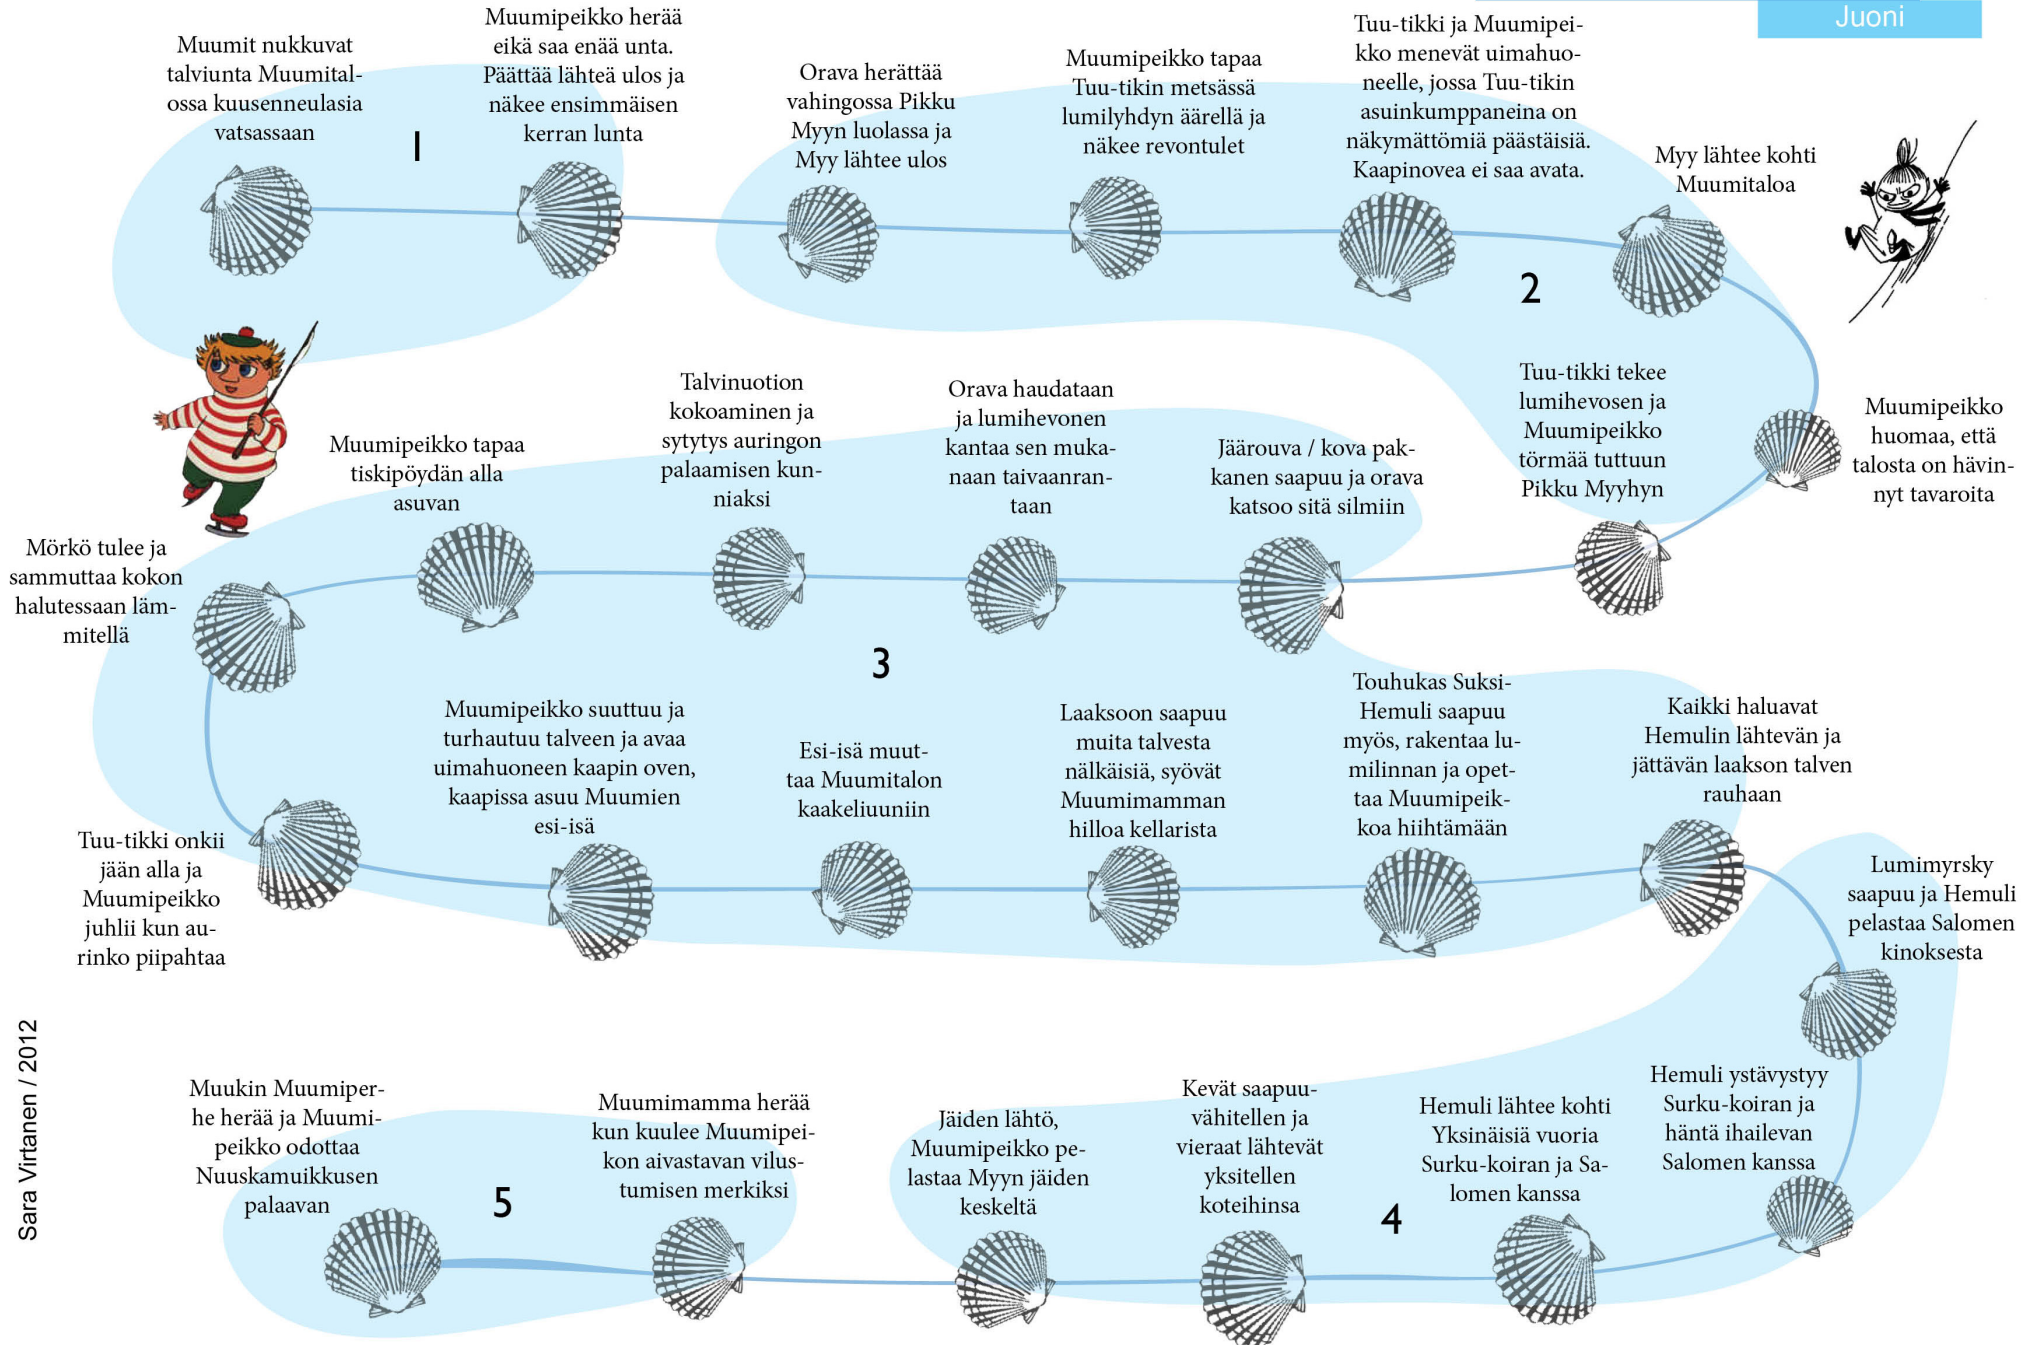 Juoni
Muumit nukkuvat
talviunta Muumital-
ossa kuusenneulasia
vatsassaan
1
Muumipeikko herää
eikä saa enää unta.
Päättää lähteä ulos ja
näkee ensimmäisen
kerran lunta
Orava herättää
vahingossa Pikku
Myyn luolassa ja
Myy lähtee ulos
Muumipeikko tapaa
Tuu-tikin metsässä
lumilyhdyn äärellä ja
näkee revontulet
Tuu-tikki ja Muumipei-
kko menevät uimahuo-
neelle, jossa Tuu-tikin
asuinkumppaneina on
näkymättömiä päästäisiä.
Kaapinovea ei saa avata.
2
Myy lähtee kohti
Muumitaloa
Muumipeikko
huomaa, että
talosta on hävin-
nyt tavaroita
Tuu-tikki tekee
lumihevosen ja
Muumipeikko
törmää tuttuun
Pikku Myyhyn
Jäärouva / kova pak-
kanen saapuu ja orava
katsoo sitä silmiin
Orava haudataan
ja lumihevonen
kantaa sen muka-
naan taivaanran-
taan
Talvinuotion
kokoaminen ja
sytytys auringon
palaamisen kun-
niaksi
Muumipeikko tapaa
tiskipöydän alla
asuvan
Mörkö tulee ja
sammuttaa kokon
halutessaan läm-
mitellä
3
Tuu-tikki onkii
jään alla ja
Muumipeikko
juhlii kun au-
rinko piipahtaa
Muumipeikko suuttuu ja
turhautuu talveen ja avaa
uimahuoneen kaapin oven,
kaapissa asuu Muumien
esi-isä
Esi-isä muut-
taa Muumitalon
kaakeliuuniin
Laaksoon saapuu
muita talvesta
nälkäisiä, syövät
Muumimamman
hilloa kellarista
Touhukas Suksi-
Hemuli saapuu
myös, rakentaa lu-
milinnan ja opet-
taa Muumipeik-
koa hiihtämään
Kaikki haluavat
Hemulin lähtevän ja
jättävän laakson talven
rauhaan
Lumimyrsky
saapuu ja Hemuli
pelastaa Salomen
kinoksesta
Hemuli ystävystyy
Surku-koiran ja
häntä ihailevan
Salomen kanssa
Hemuli lähtee kohti
Yksinäisiä vuoria
Surku-koiran ja Sa-
lomen kanssa
4
Kevät saapuu-
vähitellen ja
vieraat lähtevät
yksitellen
koteihinsa
Jäiden lähtö,
Muumipeikko pe-
lastaa Myyn jäiden
keskeltä
Muumimamma herää
kun kuulee Muumipei-
kon aivastavan vilus-
tumisen merkiksi
5
Muukin Muumiper-
he herää ja Muumi-
peikko odottaa
Nuuskamuikkusen
palaavan
Sara Virtanen / 2012